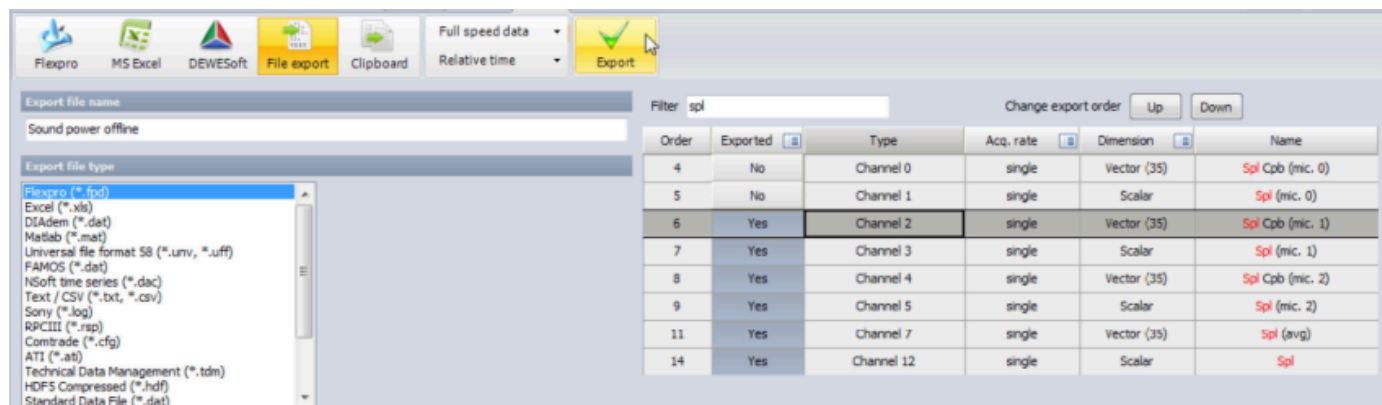 Flexpro MS Excel DEWESoft File export Clipboard Full speed data Relative time Export
Export file name
Sound power offline
Export file type
Flexpro (*.fpd)
Excel (*.xls)
DIAdem (*.dat)
Matlab (*.mat)
Universal file format 58 (*.unv, *.uff)
FAMOS (*.dat)
NSoft time series (*.dac)
Text / CSV (*.txt, *.csv)
Sony (*.log)
RPCIII (*.rsp)
Comtrade (*.cfg)
ATI (*.ati)
Technical Data Management (*.tdm)
HDF5 Compressed (*.hdf)
Standard Data File (*.dat)
Filter spl Change export order Up Down
Order Exported Type Acq. rate Dimension Name
4 No Channel 0 single Vector (35) Spl Cpb (mic. 0)
5 No Channel 1 single Scalar Spl (mic. 0)
6 Yes Channel 2 single Vector (35) Spl Cpb (mic. 1)
7 Yes Channel 3 single Scalar Spl (mic. 1)
8 Yes Channel 4 single Vector (35) Spl Cpb (mic. 2)
9 Yes Channel 5 single Scalar Spl (mic. 2)
11 Yes Channel 7 single Vector (35) Spl (avg)
14 Yes Channel 12 single Scalar Spl